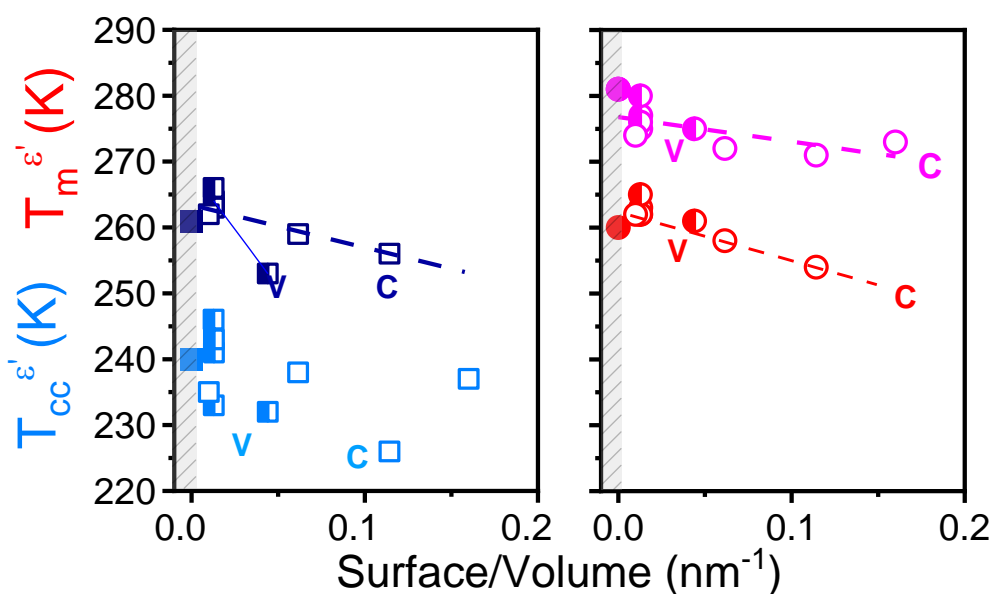 290
280
270
260
250
240
230
220
T_m^ε' (K)
T_cc^ε' (K)
V
C
V
C
0.0 0.1 0.2
V
C
V
C
0.0 0.1 0.2
Surface/Volume (nm⁻¹)